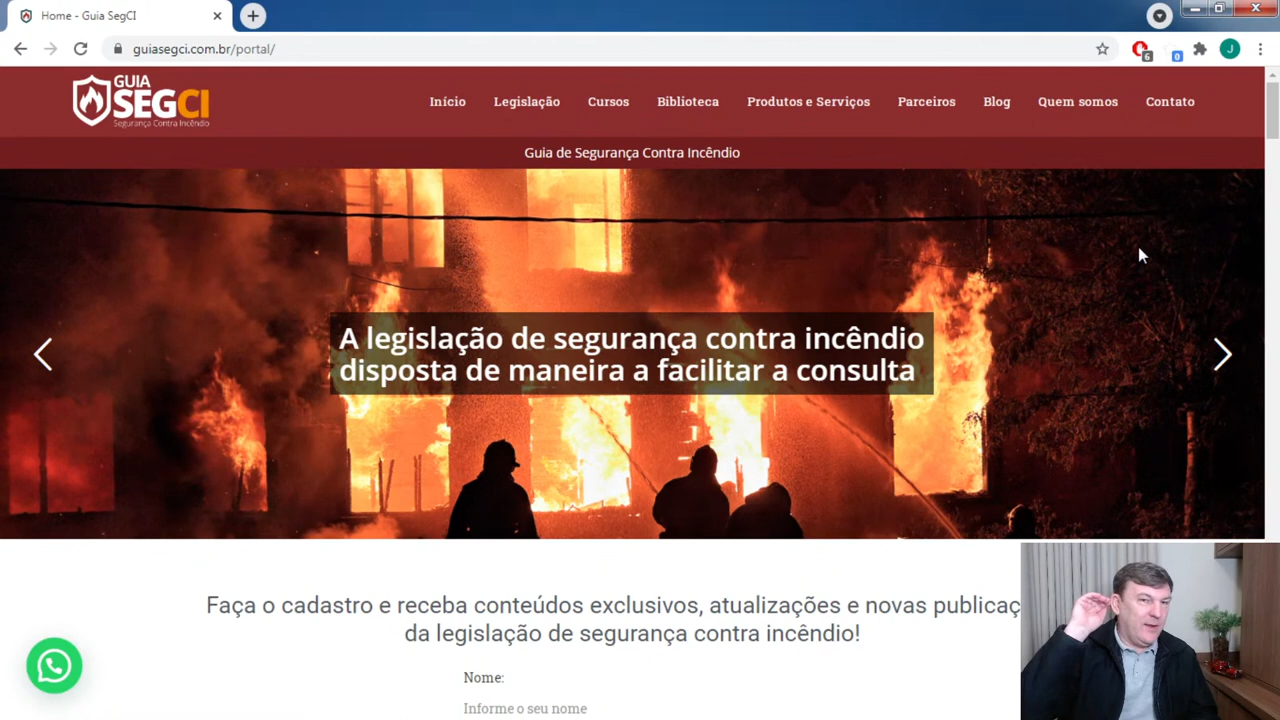 Home - Guia SegCI
guiasegci.com.br/portal/
6
0
J
GUIA
SEGCI
Segurança Contra Incêndio
Início Legislação Cursos Biblioteca Produtos e Serviços Parceiros Blog Quem somos Contato
Guia de Segurança Contra Incêndio
A legislação de segurança contra incêndio
disposta de maneira a facilitar a consulta
Faça o cadastro e receba conteúdos exclusivos, atualizações e novas publicaç
da legislação de segurança contra incêndio!
Nome:
Informe o seu nome